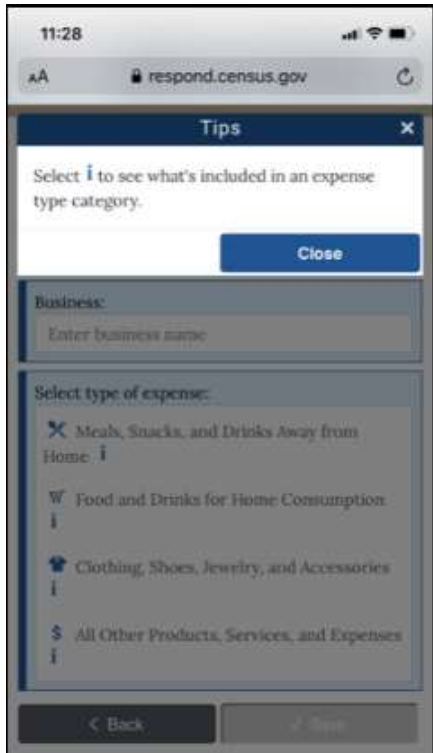 11:28
AA respond.census.gov
Tips ×
Select i to see what's included in an expense
type category.
Close
Business:
Enter business name
Select type of expense:
Meals, Snacks, and Drinks Away from
Home i
Food and Drinks for Home Consumption
i
Clothing, Shoes, Jewelry, and Accessories
i
$ All Other Products, Services, and Expenses
i
< Back ✓ Save